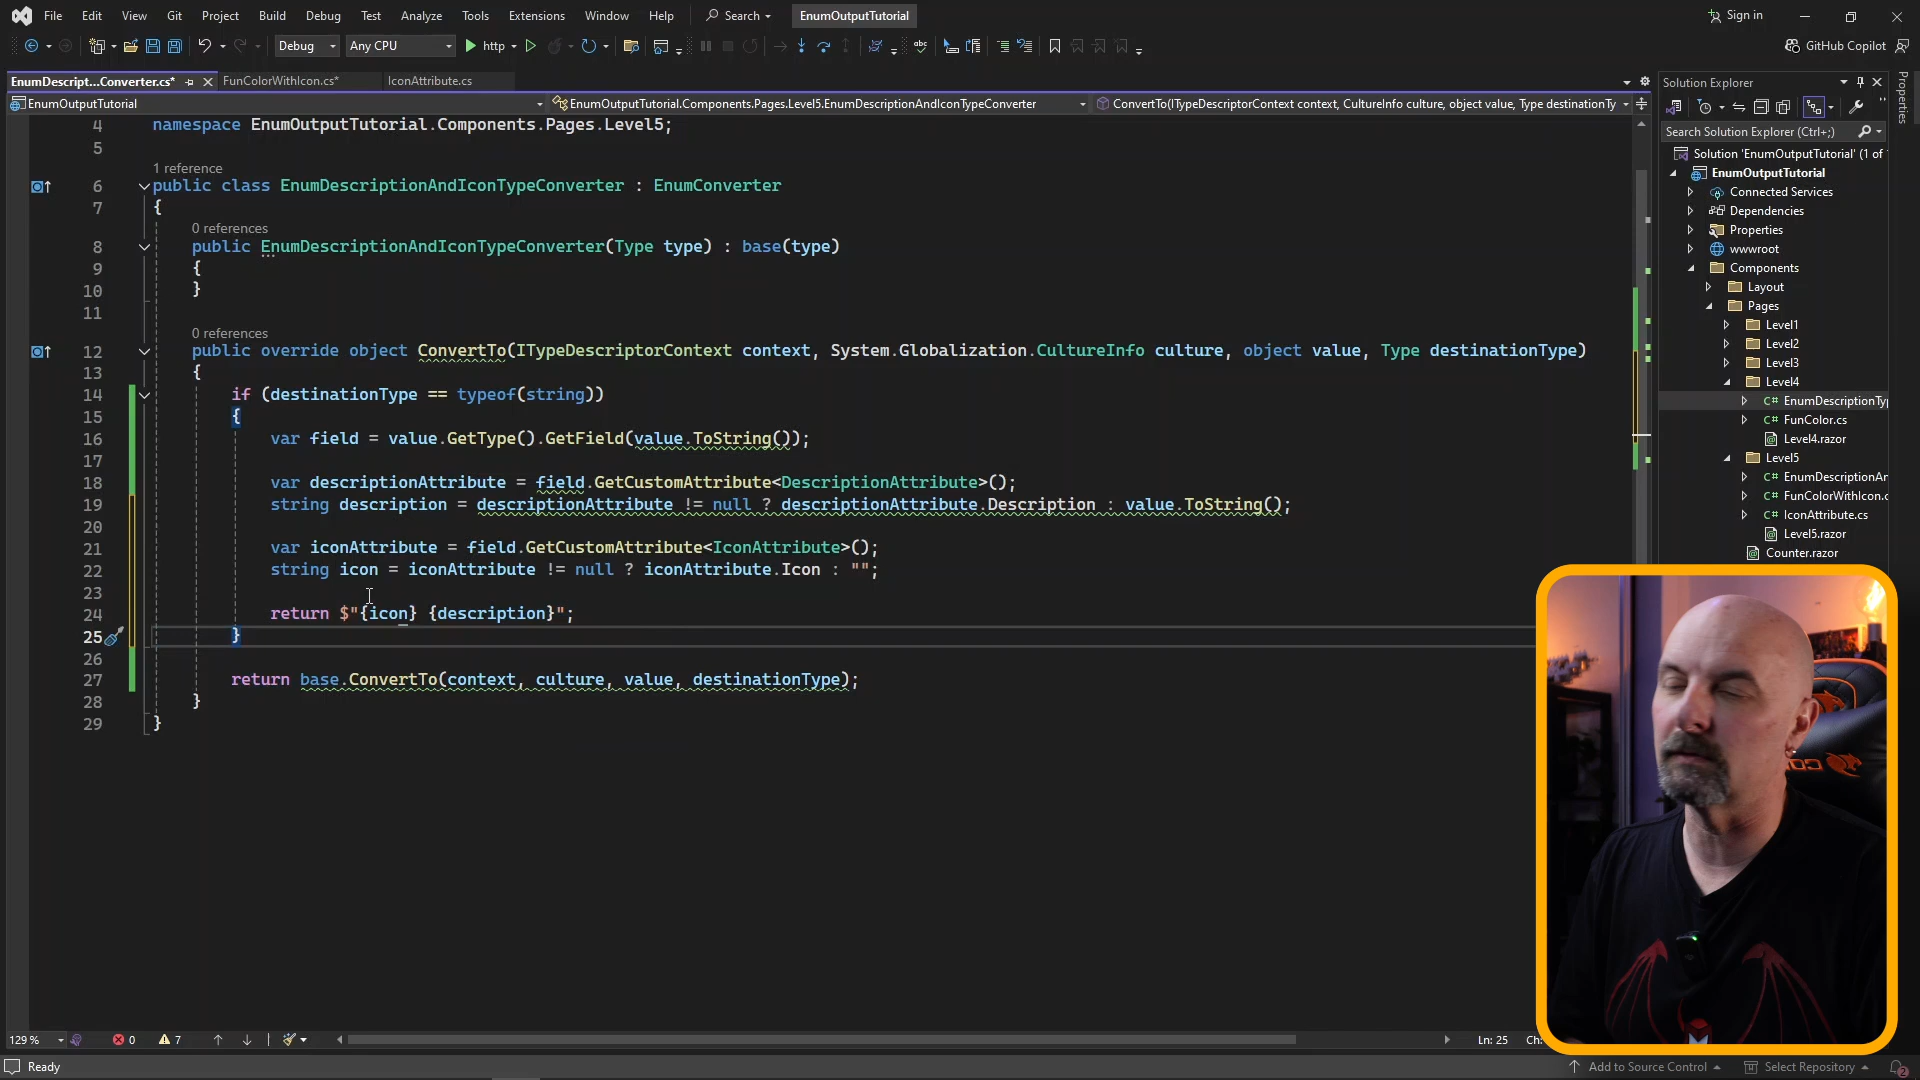 File Edit View Git Project Build Debug Test Analyze Tools Extensions Window Help Search EnumOutputTutorial Sign in
Debug Any CPU http GitHub Copilot
EnumDescript...Converter.cs* FunColorWithIcon.cs* IconAttribute.cs
EnumOutputTutorial EnumOutputTutorial.Components.Pages.Level5.EnumDescriptionAndIconTypeConverter ConvertTo(ITypeDescriptorContext context, CultureInfo culture, object value, Type destinationTy
4 namespace EnumOutputTutorial.Components.Pages.Level5;
5
1 reference
6 public class EnumDescriptionAndIconTypeConverter : EnumConverter
7 {
0 references
8 public EnumDescriptionAndIconTypeConverter(Type type) : base(type)
9 {
10 }
11
0 references
12 public override object ConvertTo(ITypeDescriptorContext context, System.Globalization.CultureInfo culture, object value, Type destinationType)
13 {
14 if (destinationType == typeof(string))
15 {
16 var field = value.GetType().GetField(value.ToString());
17
18 var descriptionAttribute = field.GetCustomAttribute<DescriptionAttribute>();
19 string description = descriptionAttribute != null ? descriptionAttribute.Description : value.ToString();
20
21 var iconAttribute = field.GetCustomAttribute<IconAttribute>();
22 string icon = iconAttribute != null ? iconAttribute.Icon : "";
23
24 return $"{icon} {description}";
25 }
26
27 return base.ConvertTo(context, culture, value, destinationType);
28 }
29 }
Solution Explorer
Search Solution Explorer (Ctrl+;)
Solution 'EnumOutputTutorial' (1 of
EnumOutputTutorial
Connected Services
Dependencies
Properties
wwwroot
Components
Layout
Pages
Level1
Level2
Level3
Level4
C# EnumDescriptionTy
C# FunColor.cs
Level4.razor
Level5
C# EnumDescriptionAn
C# FunColorWithIcon.c
C# IconAttribute.cs
Level5.razor
Counter.razor
Properties
129 % 0 7 Ln: 25 Ch:
Ready Add to Source Control Select Repository 2